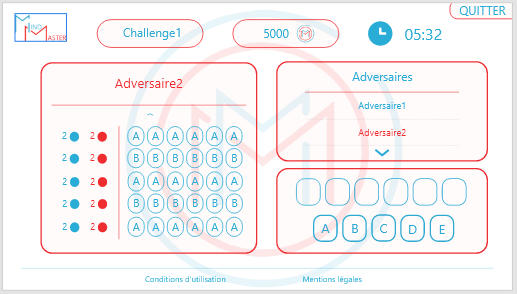 MIND MASTER
Challenge1
5000
05:32
QUITTER
Adversaire2
2 2 A A A A A A
2 2 B B B B B B
2 2 A A A A A A
2 2 B B B B B B
2 2 A A A A A A
Adversaires
Adversaire1
Adversaire2
A B C D E
Conditions d'utilisation
Mentions légales